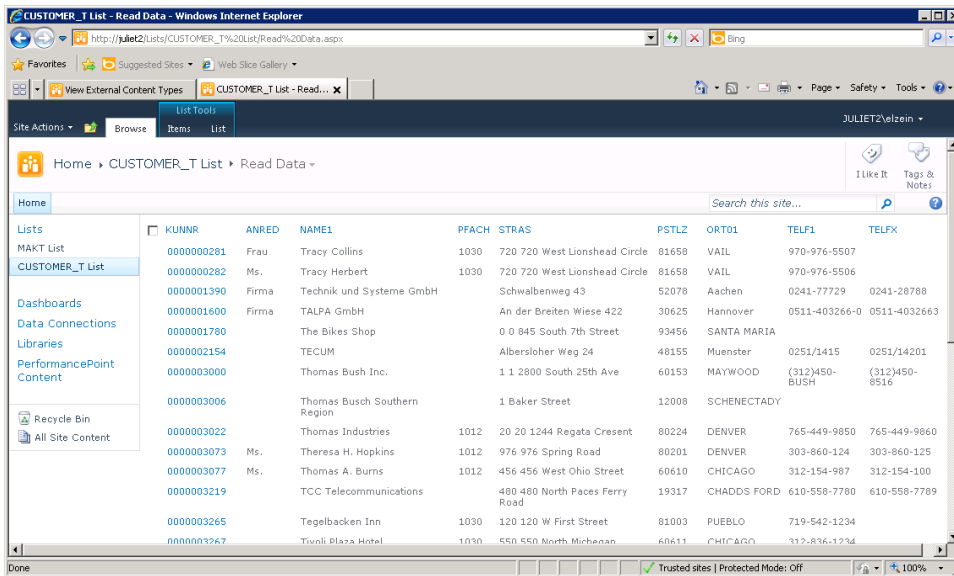 CUSTOMER_T List - Read Data - Windows Internet Explorer
http://juliet2/Lists/CUSTOMER_T%20List/Read%20Data.aspx
Bing
Favorites Suggested Sites Web Slice Gallery
View External Content Types CUSTOMER_T List - Read... Page Safety Tools
List Tools
JULIET2\elzein
Site Actions Browse Items List
Home CUSTOMER_T List Read Data
I Like It Tags & Notes
Home Search this site...
Lists
MAKT List
CUSTOMER_T List
Dashboards
Data Connections
Libraries
PerformancePoint
Content
Recycle Bin
All Site Content
KUNNR ANRED NAME1 PFACH STRAS PSTLZ ORT01 TELF1 TELFX
0000000281 Frau Tracy Collins 1030 720 720 West Lionshead Circle 81658 VAIL 970-976-5507
0000000282 Ms. Tracy Herbert 1030 720 720 West Lionshead Circle 81658 VAIL 970-976-5506
0000001390 Firma Technik und Systeme GmbH Schwalbenweg 43 52078 Aachen 0241-77729 0241-28788
0000001600 Firma TALPA GmbH An der Breiten Wiese 422 30625 Hannover 0511-403266-0 0511-4032663
0000001780 The Bikes Shop 0 0 845 South 7th Street 93456 SANTA MARIA
0000002154 TECUM Albersloher Weg 24 48155 Muenster 0251/1415 0251/14201
0000003000 Thomas Bush Inc. 1 1 2800 South 25th Ave 60153 MAYWOOD (312)450-BUSH (312)450-8516
0000003006 Thomas Busch Southern Region 1 Baker Street 12008 SCHENECTADY
0000003022 Thomas Industries 1012 20 20 1244 Regata Cresent 80224 DENVER 765-449-9850 765-449-9860
0000003073 Ms. Theresa H. Hopkins 1012 976 976 Spring Road 80201 DENVER 303-860-124 303-860-125
0000003077 Ms. Thomas A. Burns 1012 456 456 West Ohio Street 60610 CHICAGO 312-154-987 312-154-100
0000003219 TCC Telecommunications 480 480 North Paces Ferry Road 19317 CHADDS FORD 610-558-7780 610-558-7789
0000003265 Tegelbacken Inn 1030 120 120 W First Street 81003 PUEBLO 719-542-1234
0000003267 Tivoli Plaza Hotel 1030 550 550 North Michegan 60611 CHICAGO 312-836-1234
Done Trusted sites | Protected Mode: Off 100%